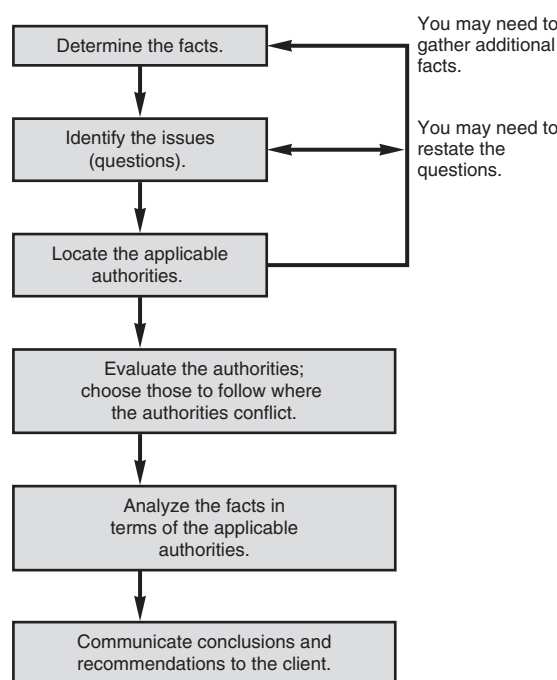 You may need to
gather additional
facts.
Determine the facts.
You may need to
restate the
questions.
Identify the issues
(questions).
Locate the applicable
authorities.
Evaluate the authorities;
choose those to follow where
the authorities conflict.
Analyze the facts in
terms of the applicable
authorities.
Communicate conclusions and
recommendations to the client.